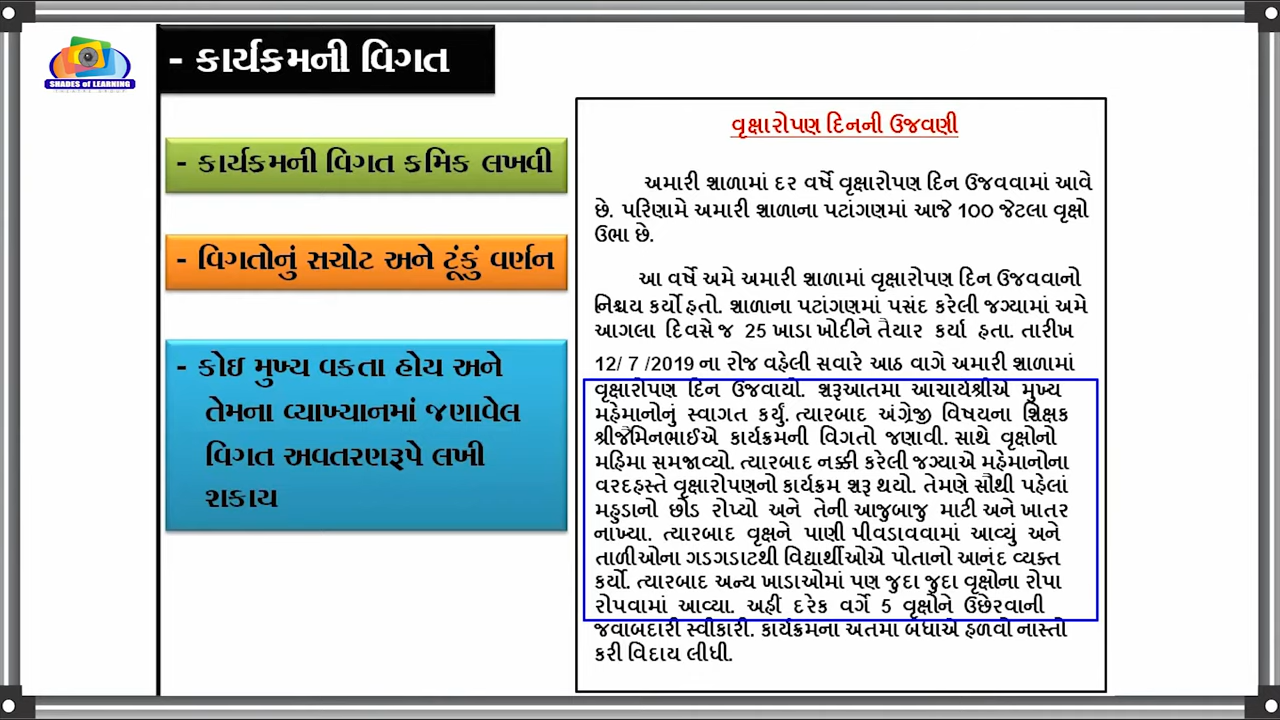 SHADES of LEARNING
THEATRE GROUP
- કાર્યક્રમની વિગત
- કાર્યક્રમની વિગત ક્રમિક લખવી
- વિગતોનું સચોટ અને ટૂંકું વર્ણન
- કોઇ મુખ્ય વકતા હોય અને
તેમના વ્યાખ્યાનમાં જણાવેલ
વિગત અવતરણરૂપે લખી
શકાય
વૃક્ષારોપણ દિનની ઉજવણી
અમારી શાળામાં દર વર્ષે વૃક્ષારોપણ દિન ઉજવવામાં આવે
છે. પરિણામે અમારી શાળાના પટાંગણમાં આજે 100 જેટલા વૃક્ષો
ઉભા છે.
આ વર્ષે અમે અમારી શાળામાં વૃક્ષારોપણ દિન ઉજવવાનો
નિશ્ચય કર્યો હતો. શાળાના પટાંગણમાં પસંદ કરેલી જગ્યામાં અમે
આગલા દિવસે જ 25 ખાડા ખોદીને તૈયાર કર્યા હતા. તારીખ
12/ 7 /2019 ના રોજ વહેલી સવારે આઠ વાગે અમારી શાળામાં
વૃક્ષારોપણ દિન ઉજવાયો. શરૂઆતમા આચાર્યશ્રીએ મુખ્ય
મહેમાનોનું સ્વાગત કર્યું. ત્યારબાદ અંગ્રેજી વિષયના શિક્ષક
શ્રીજૈમિનભાઈએ કાર્યક્રમની વિગતો જણાવી. સાથે વૃક્ષોનો
મહિમા સમજાવ્યો. ત્યારબાદ નક્કી કરેલી જગ્યાએ મહેમાનોના
વરદહસ્તે વૃક્ષારોપણનો કાર્યક્રમ શરૂ થયો. તેમણે સૌથી પહેલાં
મહુડાનો છોડ રોપ્યો અને તેની આજુબાજુ માટી અને ખાતર
નાખ્યા. ત્યારબાદ વૃક્ષને પાણી પીવડાવવામાં આવ્યું અને
તાળીઓના ગડગડાટથી વિદ્યાર્થીઓએ પોતાનો આનંદ વ્યક્ત
કર્યો. ત્યારબાદ અન્ય ખાડાઓમાં પણ જુદા જુદા વૃક્ષોના રોપા
રોપવામાં આવ્યા. અહીં દરેક વર્ગે 5 વૃક્ષોને ઉછેરવાની
જવાબદારી સ્વીકારી. કાર્યક્રમના અંતમા બધાએ હળવો નાસ્તો
કરી વિદાય લીધી.